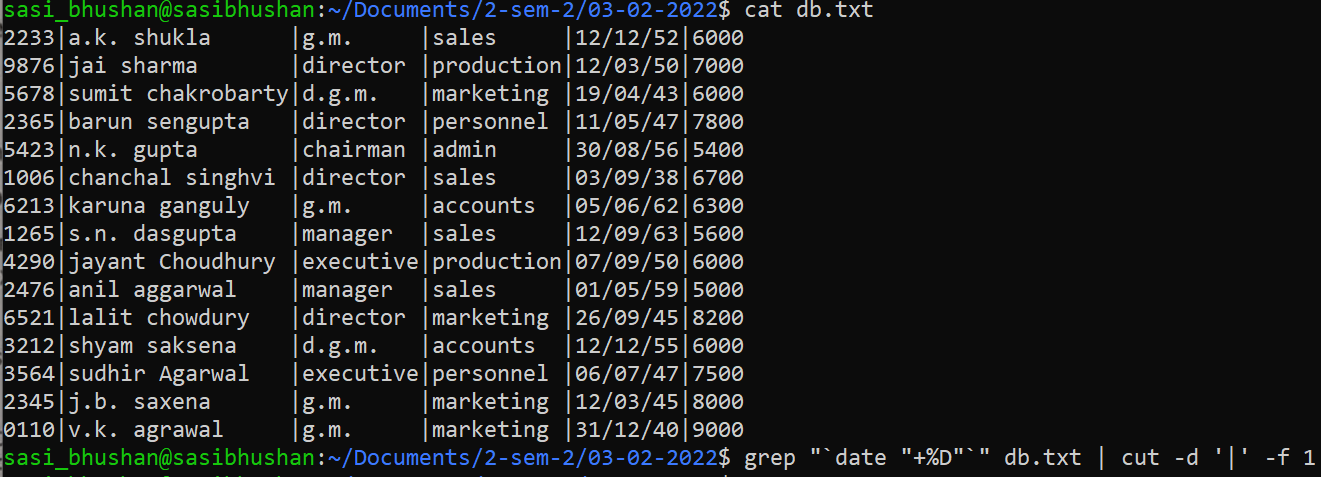 sasi_bhushan@sasibhushan:~/Documents/2-sem-2/03-02-2022$ cat db.txt
2233|a.k. shukla      |g.m.     |sales     |12/12/52|6000
9876|jai sharma       |director |production|12/03/50|7000
5678|sumit chakrobarty|d.g.m.   |marketing |19/04/43|6000
2365|barun sengupta   |director |personnel |11/05/47|7800
5423|n.k. gupta       |chairman |admin     |30/08/56|5400
1006|chanchal singhvi |director |sales     |03/09/38|6700
6213|karuna ganguly   |g.m.     |accounts  |05/06/62|6300
1265|s.n. dasgupta    |manager  |sales     |12/09/63|5600
4290|jayant Choudhury |executive|production|07/09/50|6000
2476|anil aggarwal    |manager  |sales     |01/05/59|5000
6521|lalit chowdury   |director |marketing |26/09/45|8200
3212|shyam saksena    |d.g.m.   |accounts  |12/12/55|6000
3564|sudhir Agarwal   |executive|personnel |06/07/47|7500
2345|j.b. saxena      |g.m.     |marketing |12/03/45|8000
0110|v.k. agrawal     |g.m.     |marketing |31/12/40|9000
sasi_bhushan@sasibhushan:~/Documents/2-sem-2/03-02-2022$ grep "`date "+%D"`" db.txt | cut -d '|' -f 1